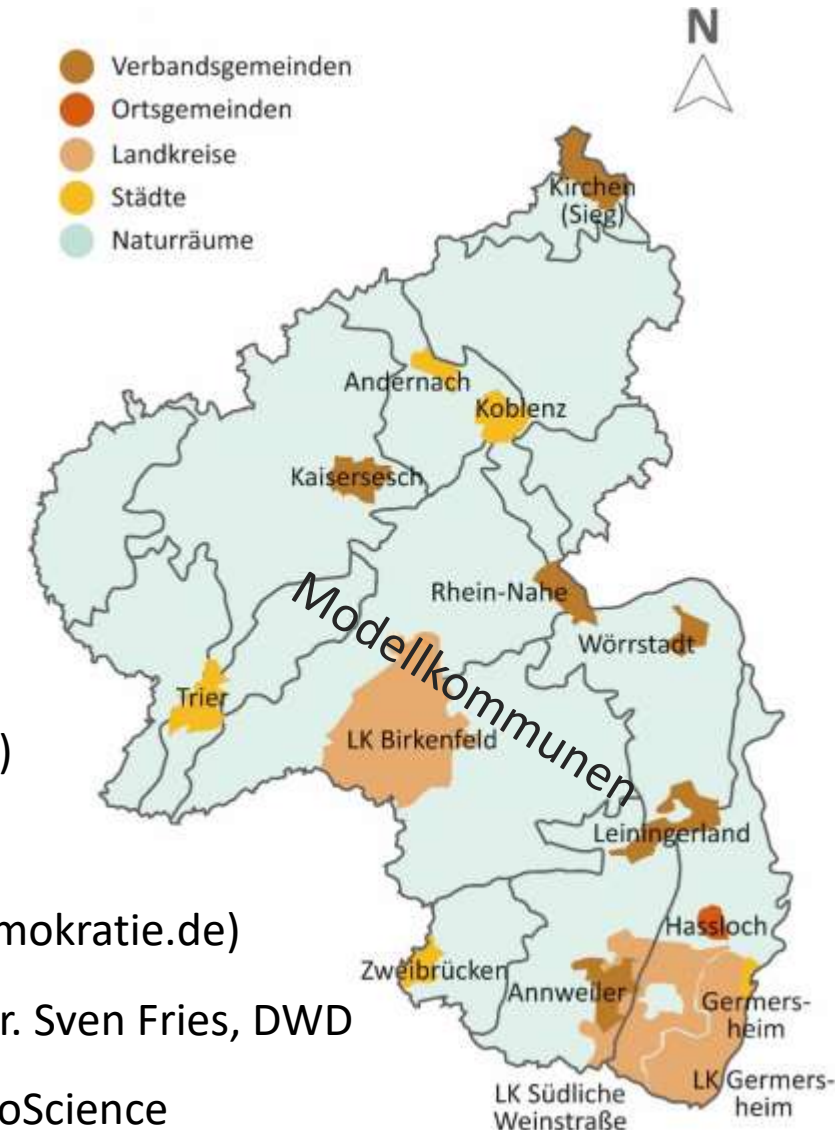 N
Verbandsgemeinden
Ortsgemeinden
Landkreise
Städte
Naturräume
Kirchen
(Sieg)
Andernach
Koblenz
Kaisersesch
Rhein-Nahe
Wörrstadt
Modellkommunen
Trier
LK Birkenfeld
)
Leiningerland
mokratie.de)
Hassloch
Zweibrücken
Annweiler
Germers-
heim
r. Sven Fries, DWD
LK Germers-
heim
LK Südliche
Weinstraße
oScience